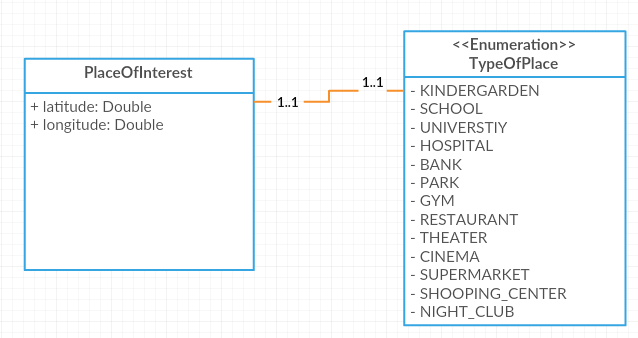 PlaceOfInterest
+ latitude: Double
+ longitude: Double
1..1
1..1
<<Enumeration>>
TypeOfPlace
- KINDERGARDEN
- SCHOOL
- UNIVERSTIY
- HOSPITAL
- BANK
- PARK
- GYM
- RESTAURANT
- THEATER
- CINEMA
- SUPERMARKET
- SHOOPING_CENTER
- NIGHT_CLUB